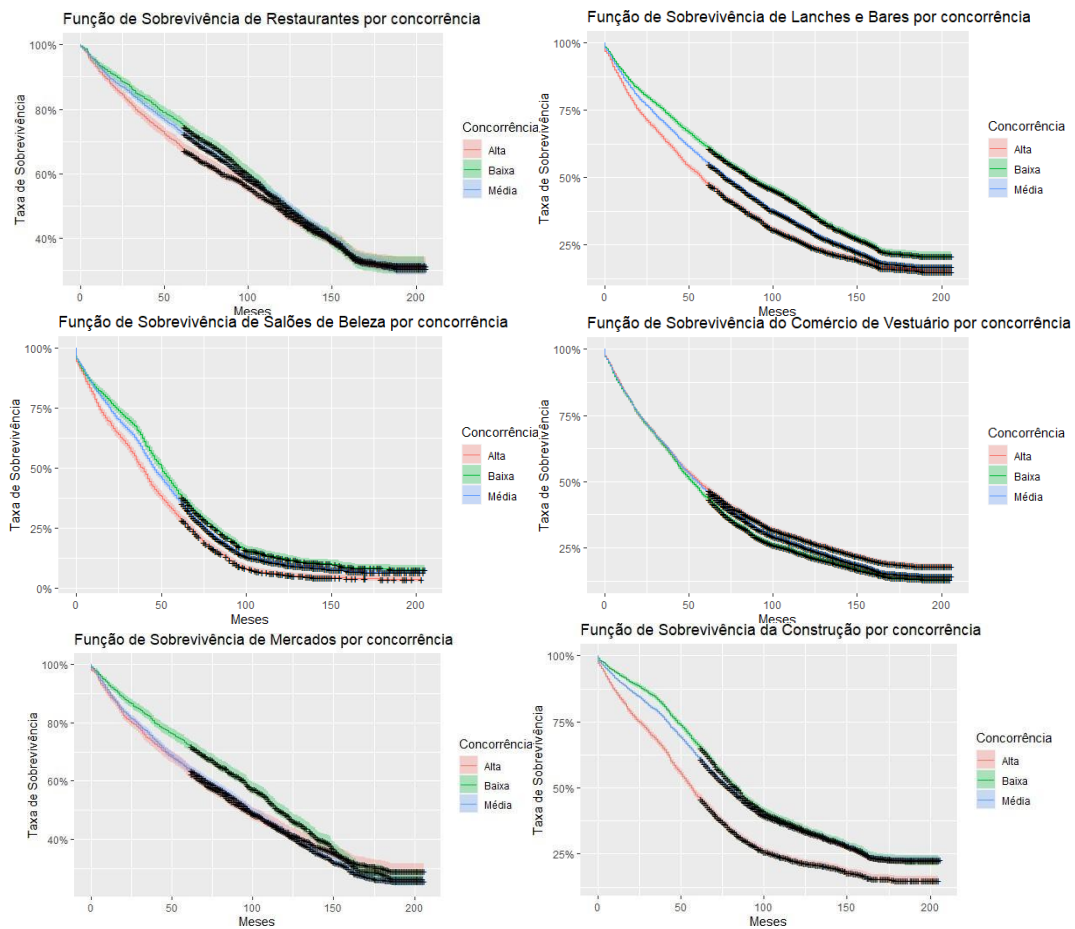 Função de Sobrevivência de Restaurantes por concorrência
100%
80%
60%
40%
Taxa de Sobrevivência
0
50
100
150
200
Meses
Concorrência
Alta
Baixa
Média
Função de Sobrevivência de Lanches e Bares por concorrência
100%
75%
50%
25%
Taxa de Sobrevivência
0
50
100
150
200
Meses
Concorrência
Alta
Baixa
Média
Função de Sobrevivência de Salões de Beleza por concorrência
100%
75%
50%
25%
0%
Taxa de Sobrevivência
0
50
100
150
200
Meses
Concorrência
Alta
Baixa
Média
Função de Sobrevivência do Comércio de Vestuário por concorrência
100%
75%
50%
25%
Taxa de Sobrevivência
0
50
100
150
200
Meses
Concorrência
Alta
Baixa
Média
Função de Sobrevivência de Mercados por concorrência
100%
80%
60%
40%
Taxa de Sobrevivência
0
50
100
150
200
Meses
Concorrência
Alta
Baixa
Média
Função de Sobrevivência da Construção por concorrência
100%
75%
50%
25%
Taxa de Sobrevivência
0
50
100
150
200
Meses
Concorrência
Alta
Baixa
Média